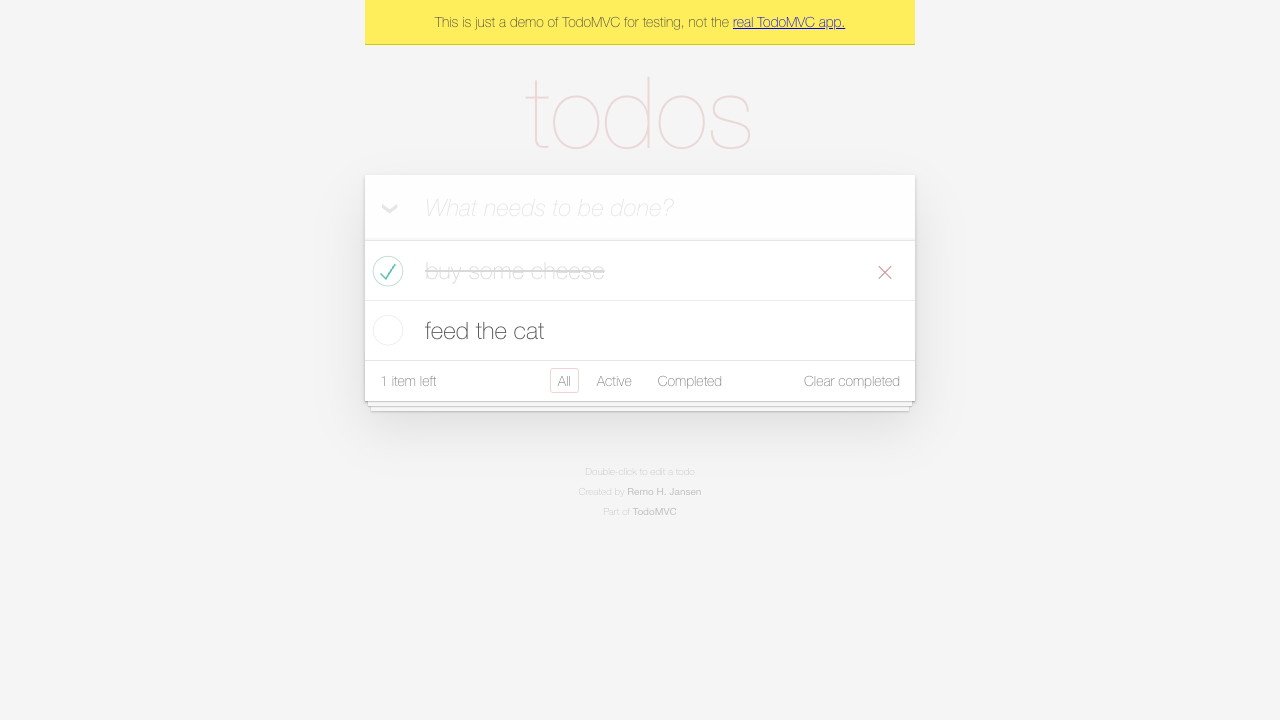 This is just a demo of TodoMVC for testing, not the real TodoMVC app.
todos
What needs to be done?
buy some cheese
feed the cat
1 item left All Active Completed Clear completed
Double-click to edit a todo
Created by Remo H. Jansen
Part of TodoMVC